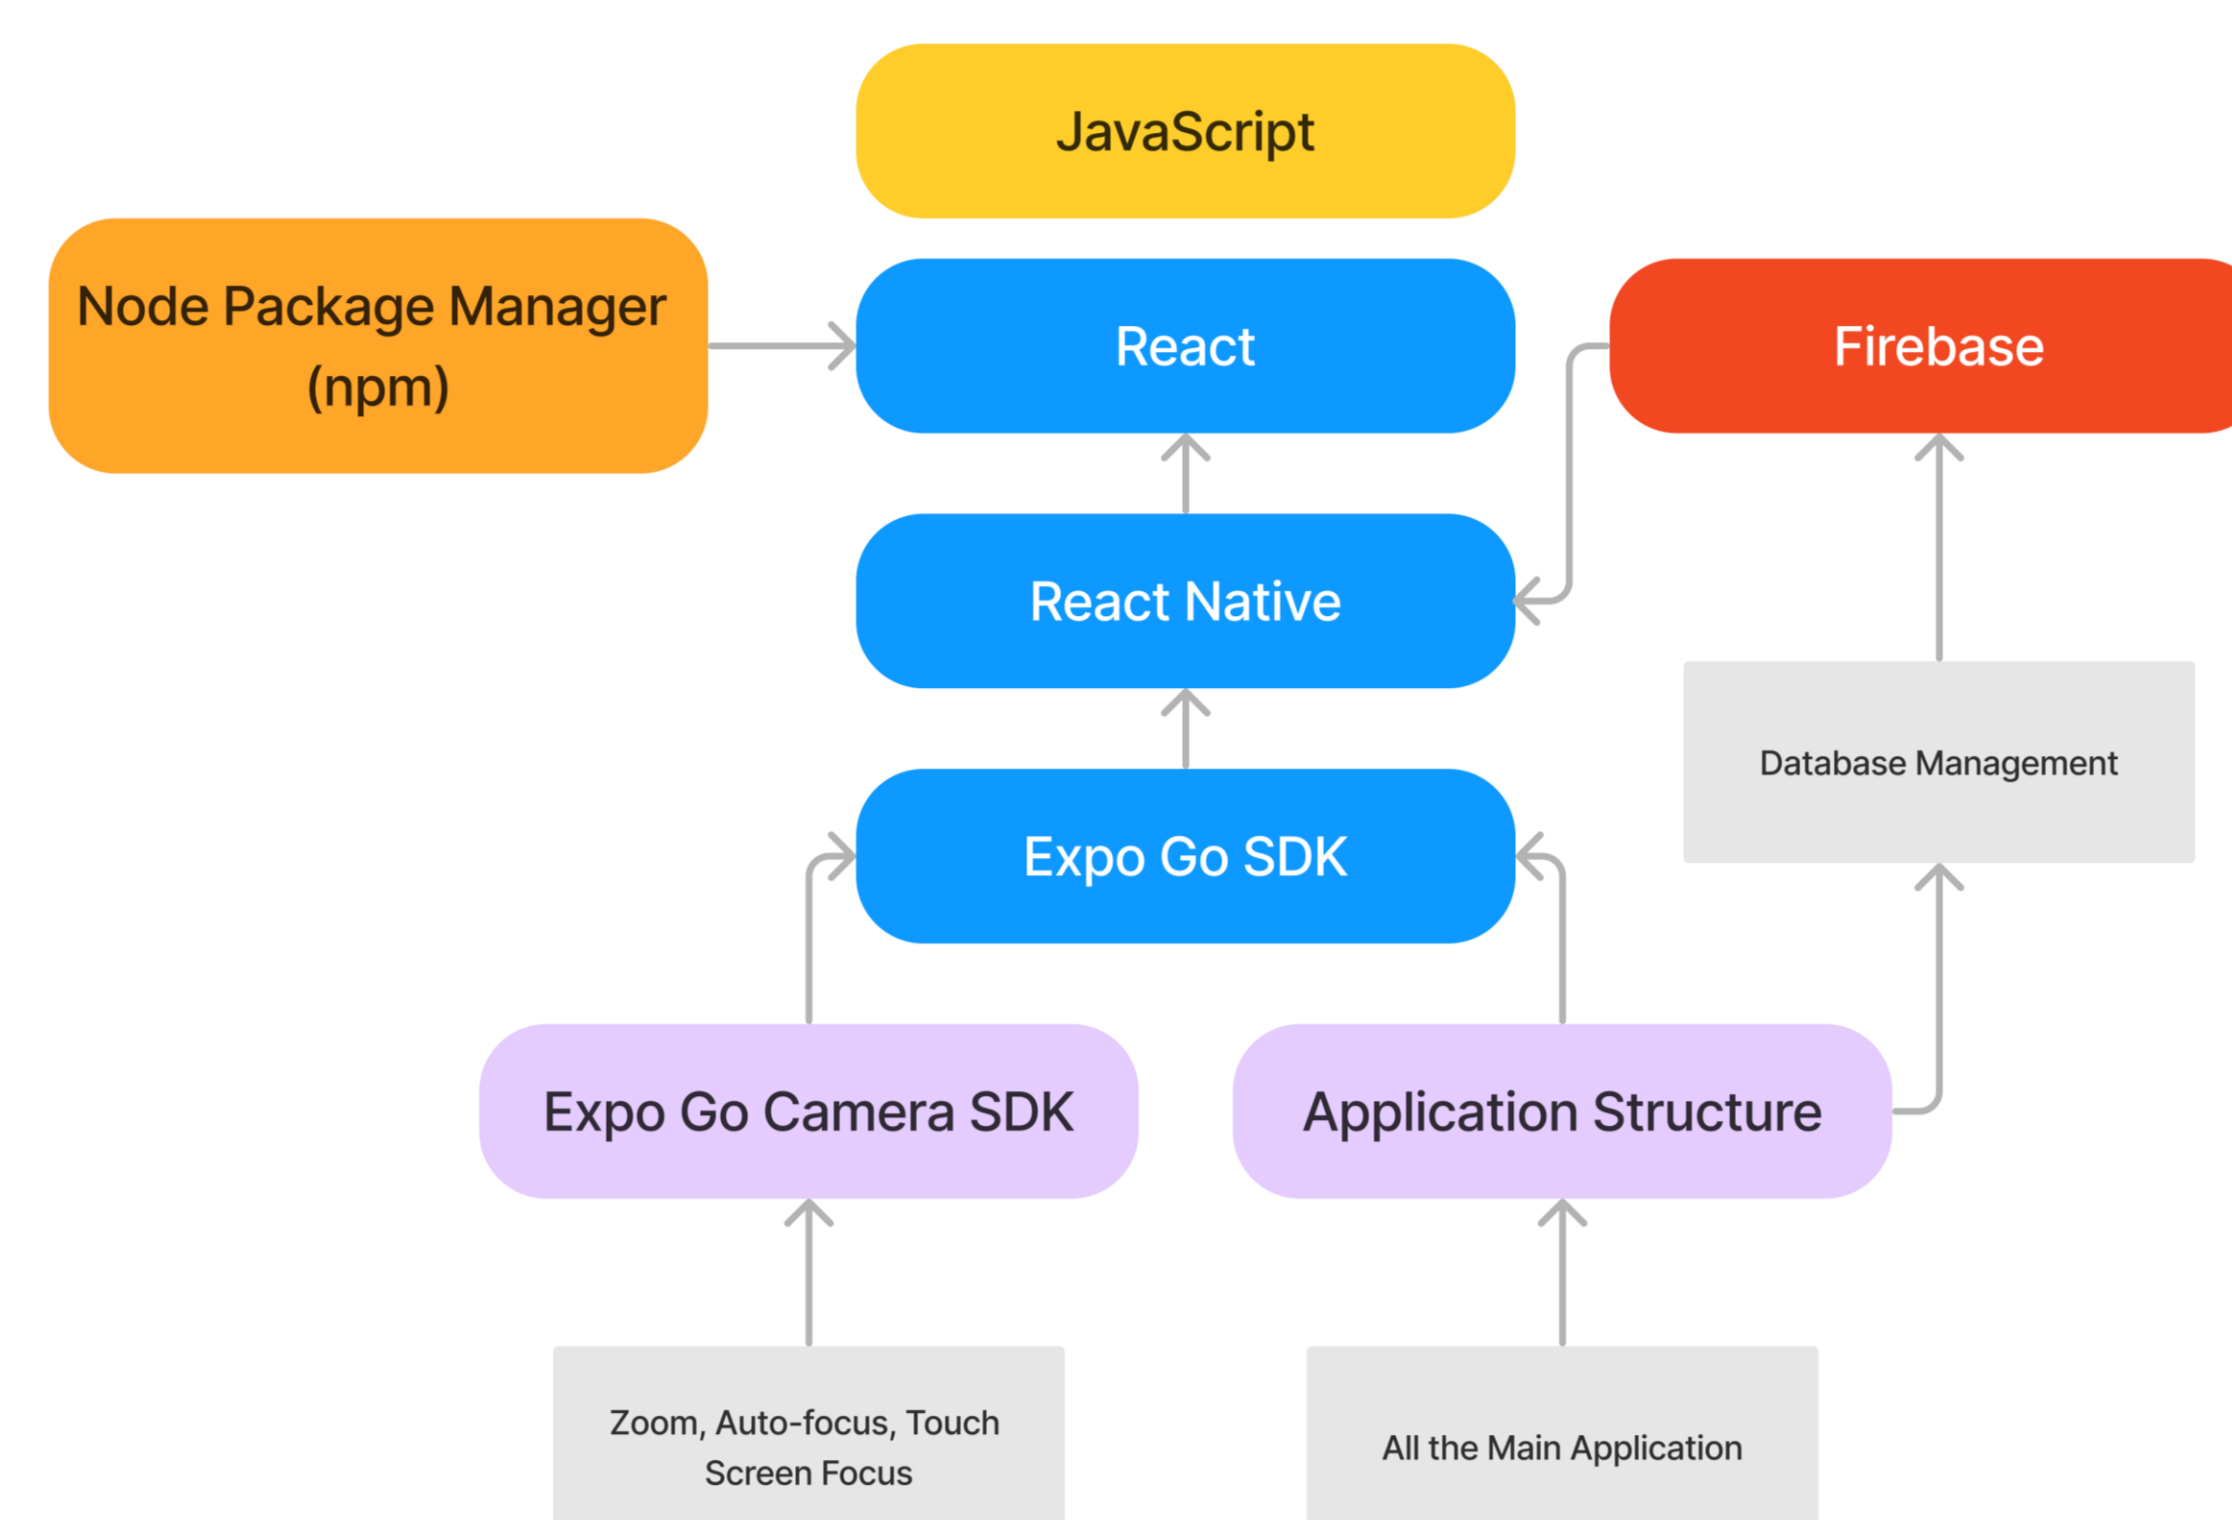 JavaScript
Node Package Manager
(npm)
React
Firebase
React Native
Database Management
Expo Go SDK
Expo Go Camera SDK
Application Structure
Zoom, Auto-focus, Touch
Screen Focus
All the Main Application